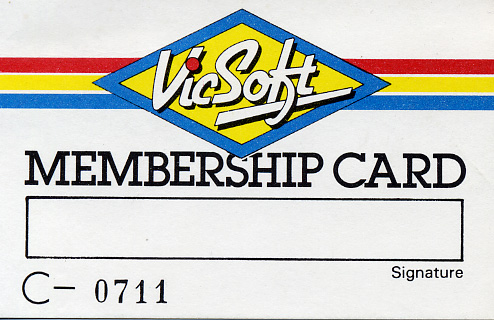 VicSoft
MEMBERSHIP CARD
Signature
C- 0711